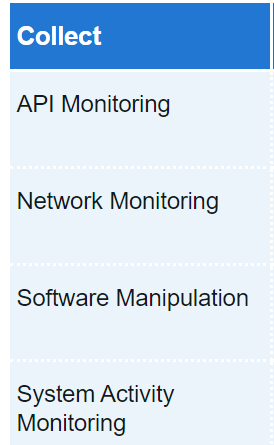 Collect
API Monitoring
Network Monitoring
Software Manipulation
System Activity
Monitoring